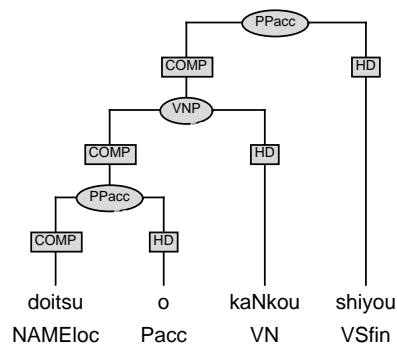 PPacc
COMP HD
VNP
COMP HD
PPacc
COMP HD
doitsu o kaNkou shiyou
NAMEloc Pacc VN VSfin